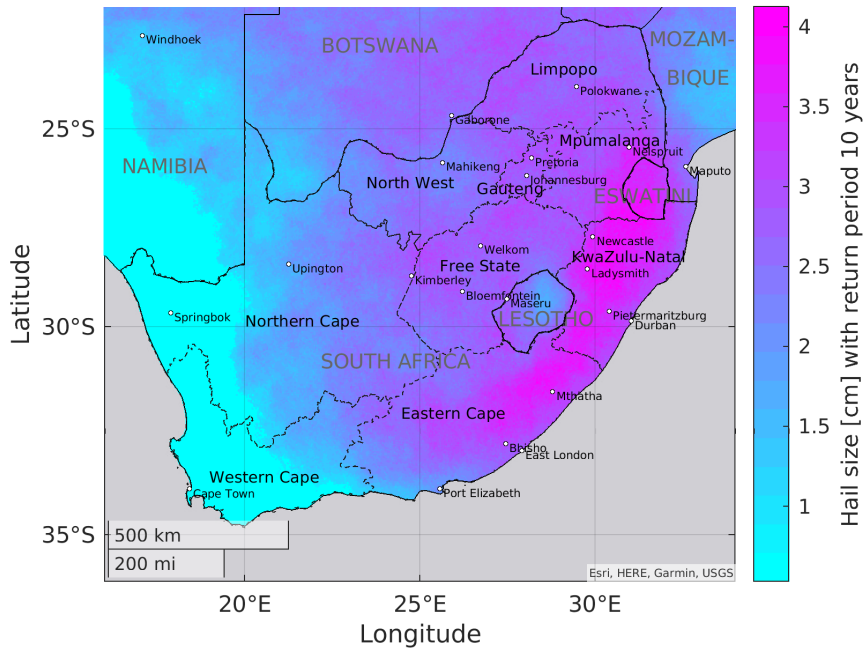 Windhoek
BOTSWANA
MOZAM-
BIQUE
Limpopo
Polokwane
25°S
Gaborone
Mpumalanga
Nelspruit
NAMIBIA
Mahikeng
Pretoria
Maputo
North West
Johannesburg
Gauteng
ESWATINI
Newcastle
Welkom
KwaZulu-Natal
Upington
Free State
Ladysmith
Kimberley
Bloemfontein
Maseru
30°S
Springbok
Northern Cape
LESOTHO
Pietermaritzburg
Durban
SOUTH AFRICA
Mthatha
Eastern Cape
Bhisho
East London
Western Cape
Cape Town
Port Elizabeth
35°S
500 km
200 mi
Esri, HERE, Garmin, USGS
20°E
25°E
30°E
Longitude
Latitude
4
3.5
3
2.5
2
1.5
1
Hail size [cm] with return period 10 years